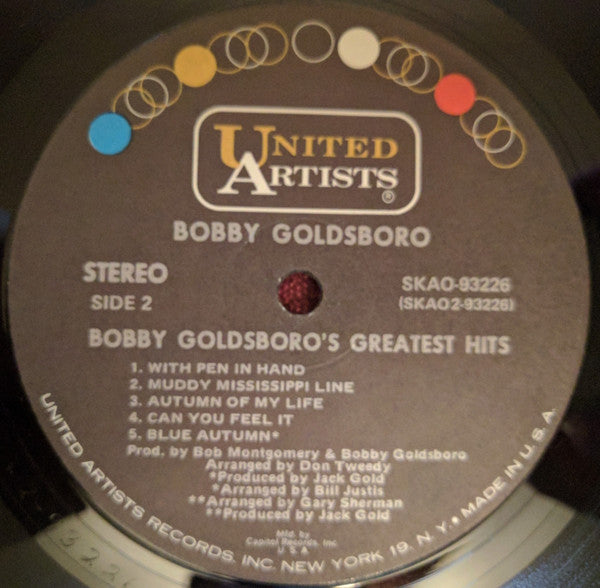 UNITED
ARTISTS®
BOBBY GOLDSBORO
STEREO
SIDE 2
SKAO-93226
(SKAO2-93226)
BOBBY GOLDSBORO'S GREATEST HITS
1. WITH PEN IN HAND
2. MUDDY MISSISSIPPI LINE
3. AUTUMN OF MY LIFE
4. CAN YOU FEEL IT
5. BLUE AUTUMN*
Prod. by Bob Montgomery & Bobby Goldsboro
Arranged by Don Tweedy
*Produced by Jack Gold
*Arranged by Bill Justis
**Arranged by Gary Sherman
**Produced by Jack Gold
Mfd. by
Capitol Records, Inc.
U S A
UNITED ARTISTS RECORDS, INC. NEW YORK 19, N. Y. • MADE IN U. S. A.